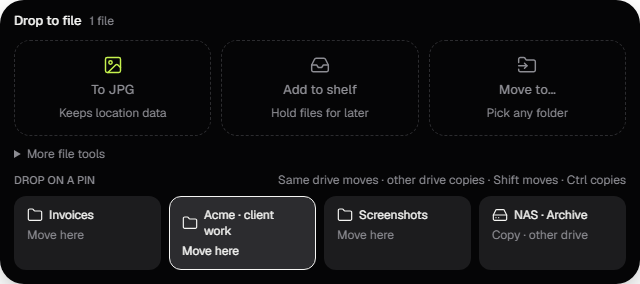 Drop to file 1 file
To JPG
Keeps location data
Add to shelf
Hold files for later
Move to...
Pick any folder
More file tools
DROP ON A PIN
Same drive moves · other drive copies · Shift moves · Ctrl copies
Invoices
Move here
Acme · client
work
Move here
Screenshots
Move here
NAS · Archive
Copy · other drive